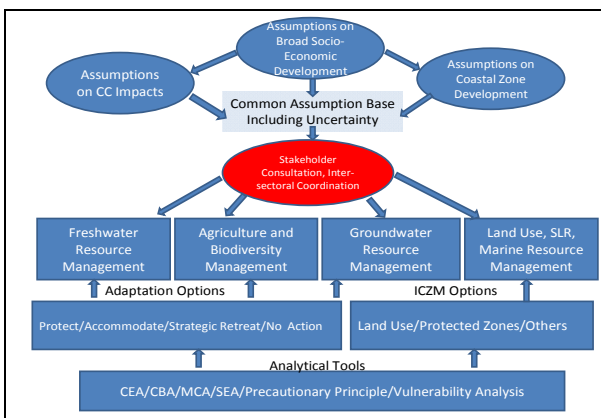 Assumptions on
Broad Socio-
Economic
Development
Assumptions
on CC Impacts
Assumptions on
Coastal Zone
Development
Common Assumption Base
Including Uncertainty
Stakeholder
Consultation, Inter-
sectoral Coordination
Freshwater
Resource
Management
Agriculture and
Biodiversity
Management
Groundwater
Resource
Management
Land Use, SLR,
Marine Resource
Management
Adaptation Options
ICZM Options
Protect/Accommodate/Strategic Retreat/No Action
Land Use/Protected Zones/Others
Analytical Tools
CEA/CBA/MCA/SEA/Precautionary Principle/Vulnerability Analysis